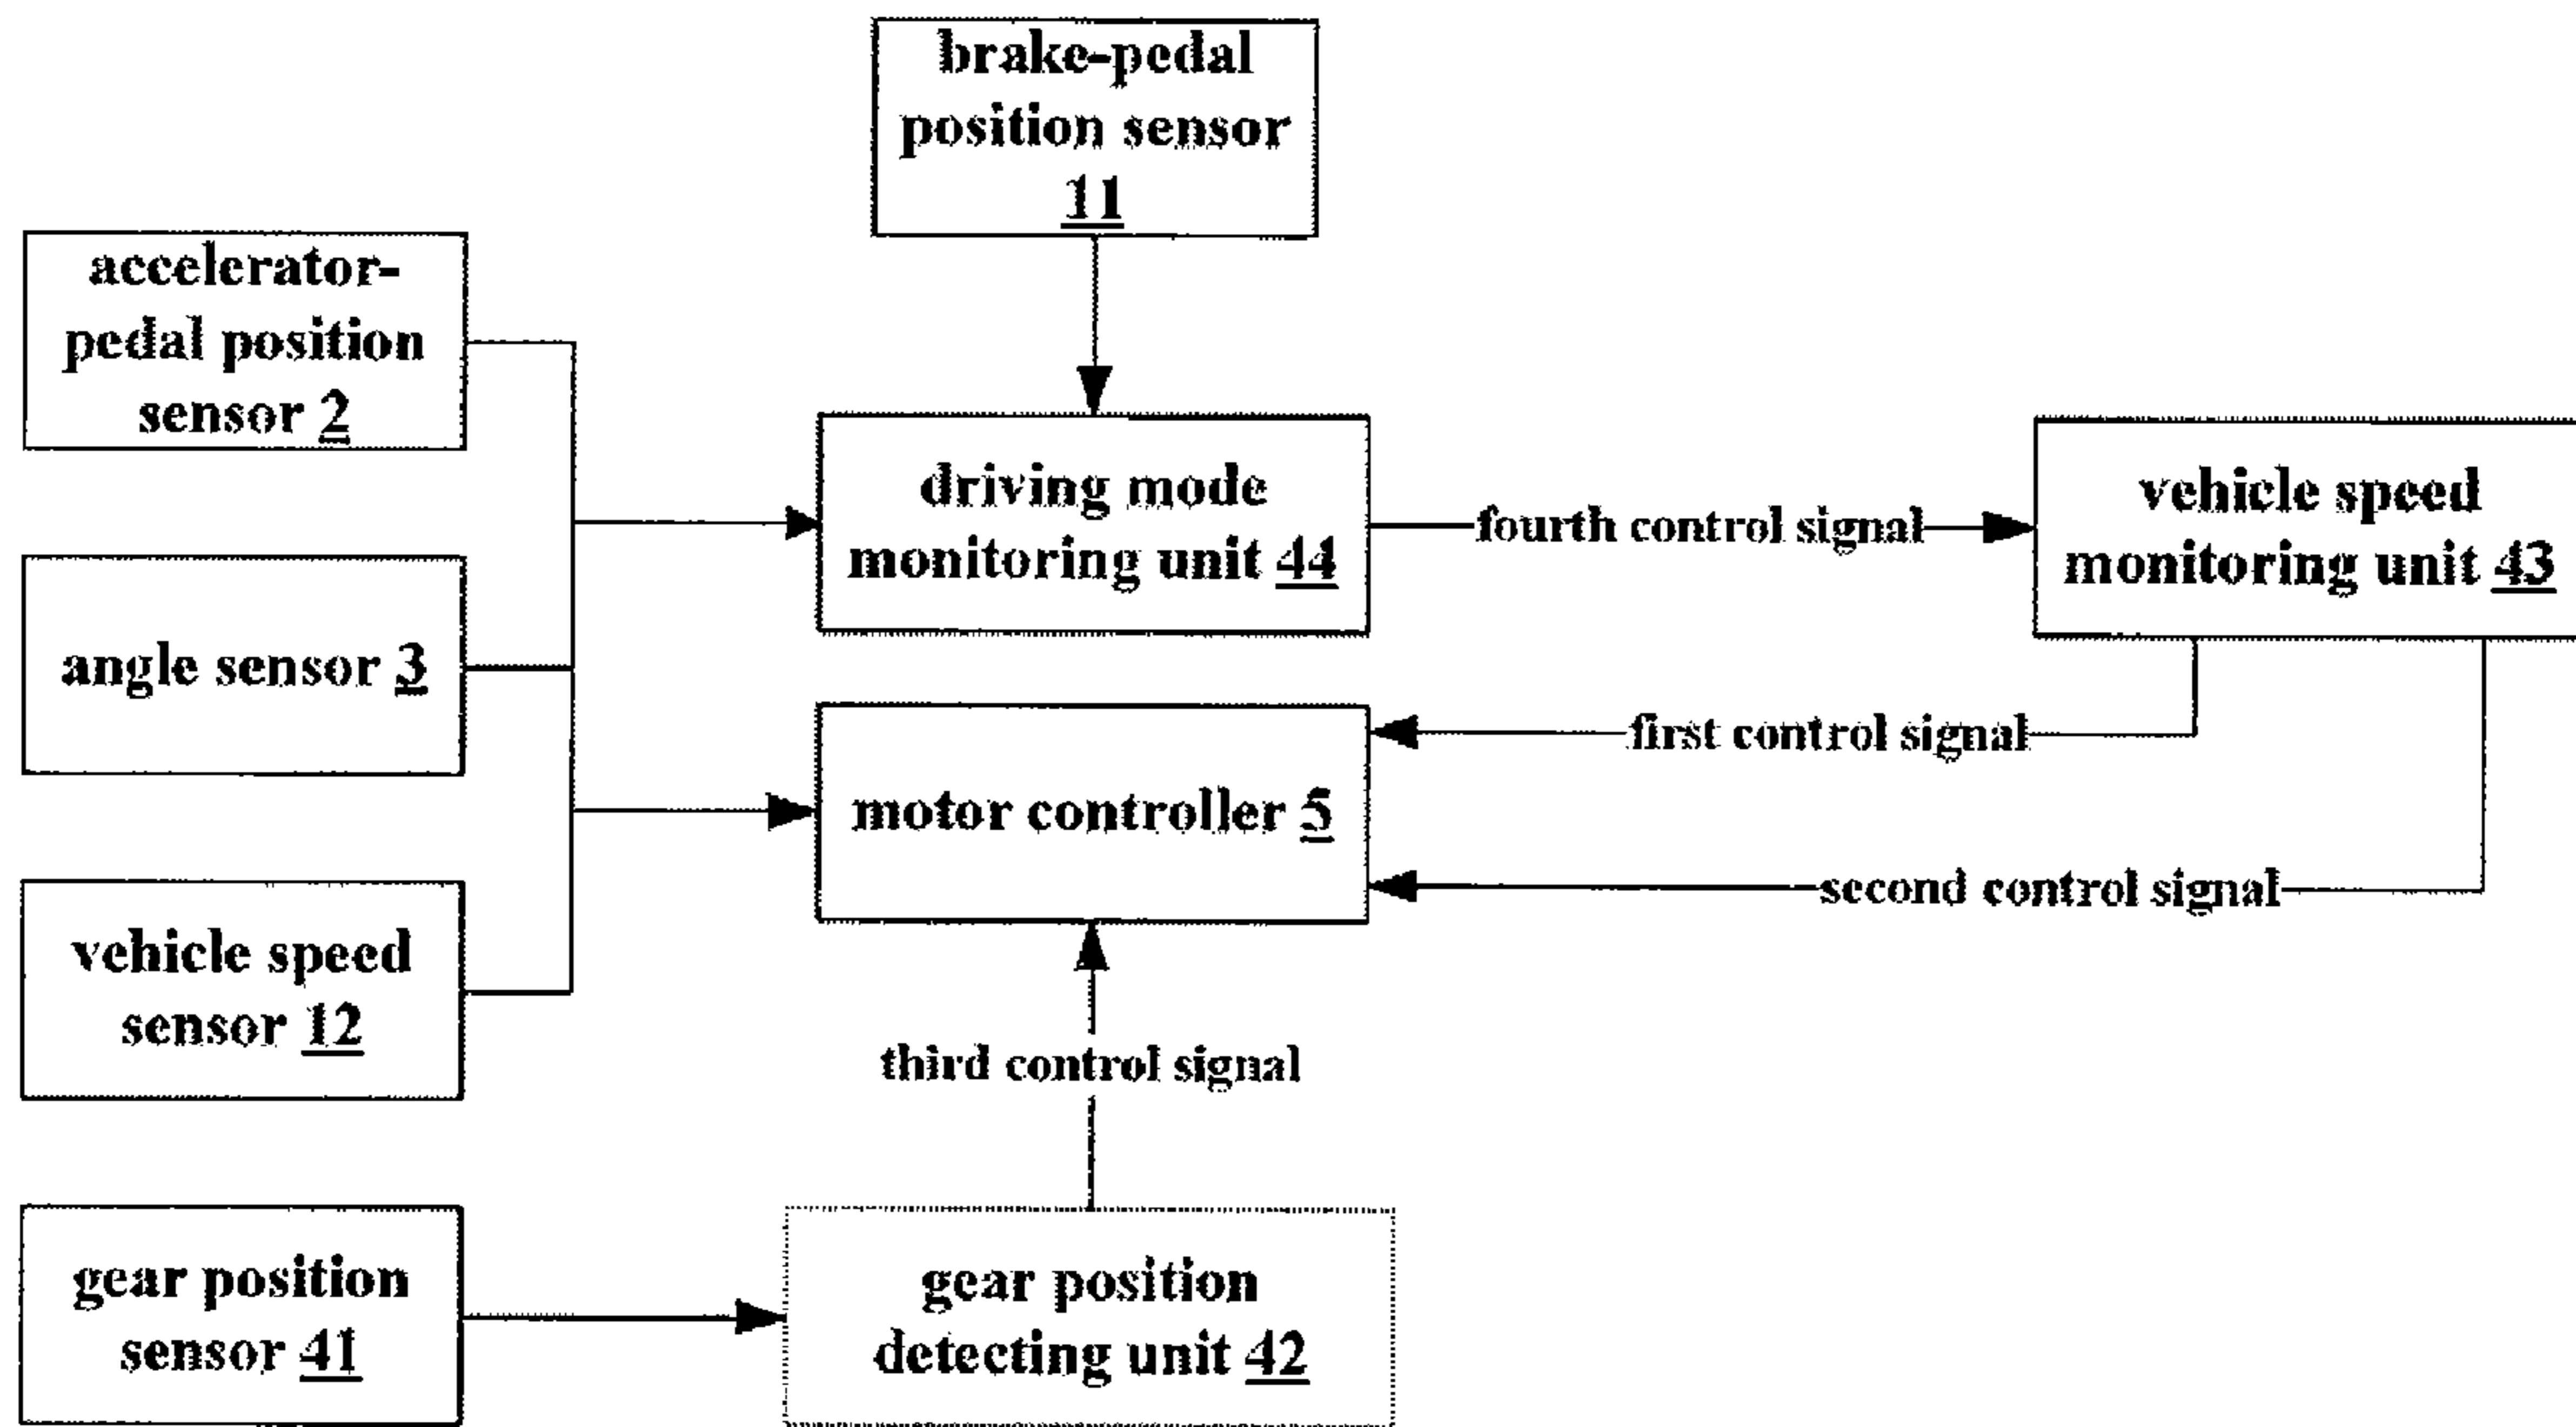 brake-pedal
position sensor
11
accelerator-
pedal position
sensor 2
driving mode
monitoring unit 44
fourth control signal
vehicle speed
monitoring unit 43
angle sensor 3
first control signal
motor controller 5
second control signal
vehicle speed
sensor 12
third control signal
gear position
sensor 41
gear position
detecting unit 42